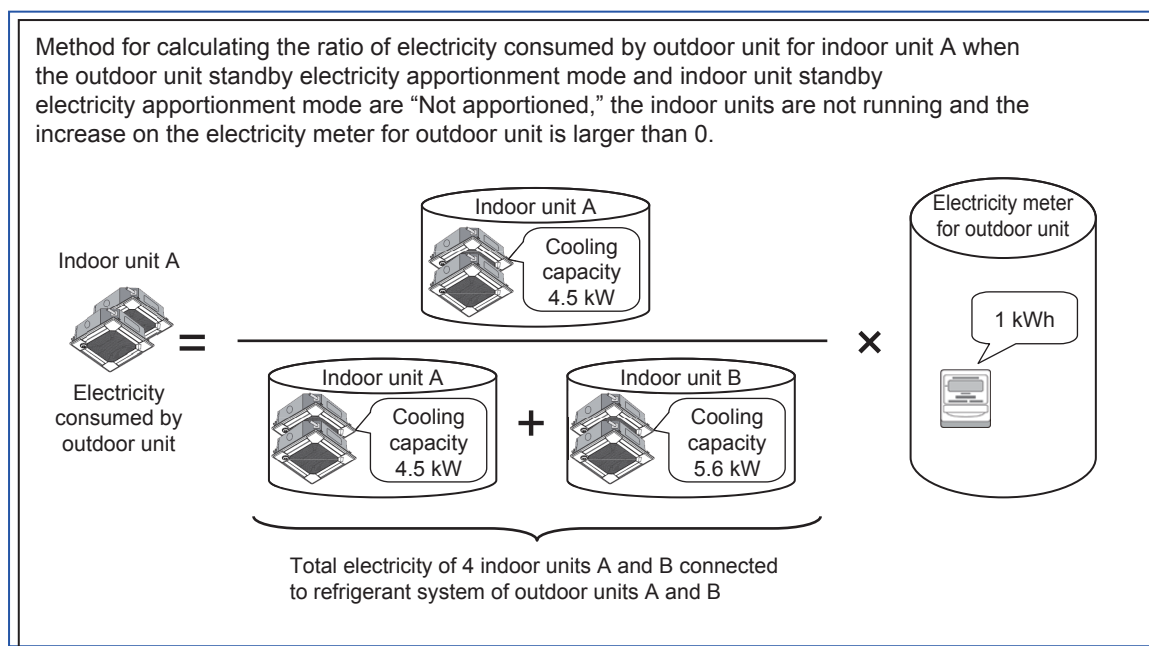 Method for calculating the ratio of electricity consumed by outdoor unit for indoor unit A when
the outdoor unit standby electricity apportionment mode and indoor unit standby
electricity apportionment mode are “Not apportioned,” the indoor units are not running and the
increase on the electricity meter for outdoor unit is larger than 0.
Indoor unit A
Electricity
consumed by
outdoor unit
=
Indoor unit A
Cooling
capacity
4.5 kW
Indoor unit A
Cooling
capacity
4.5 kW
+
Indoor unit B
Cooling
capacity
5.6 kW
×
Electricity meter
for outdoor unit
1 kWh
Total electricity of 4 indoor units A and B connected
to refrigerant system of outdoor units A and B